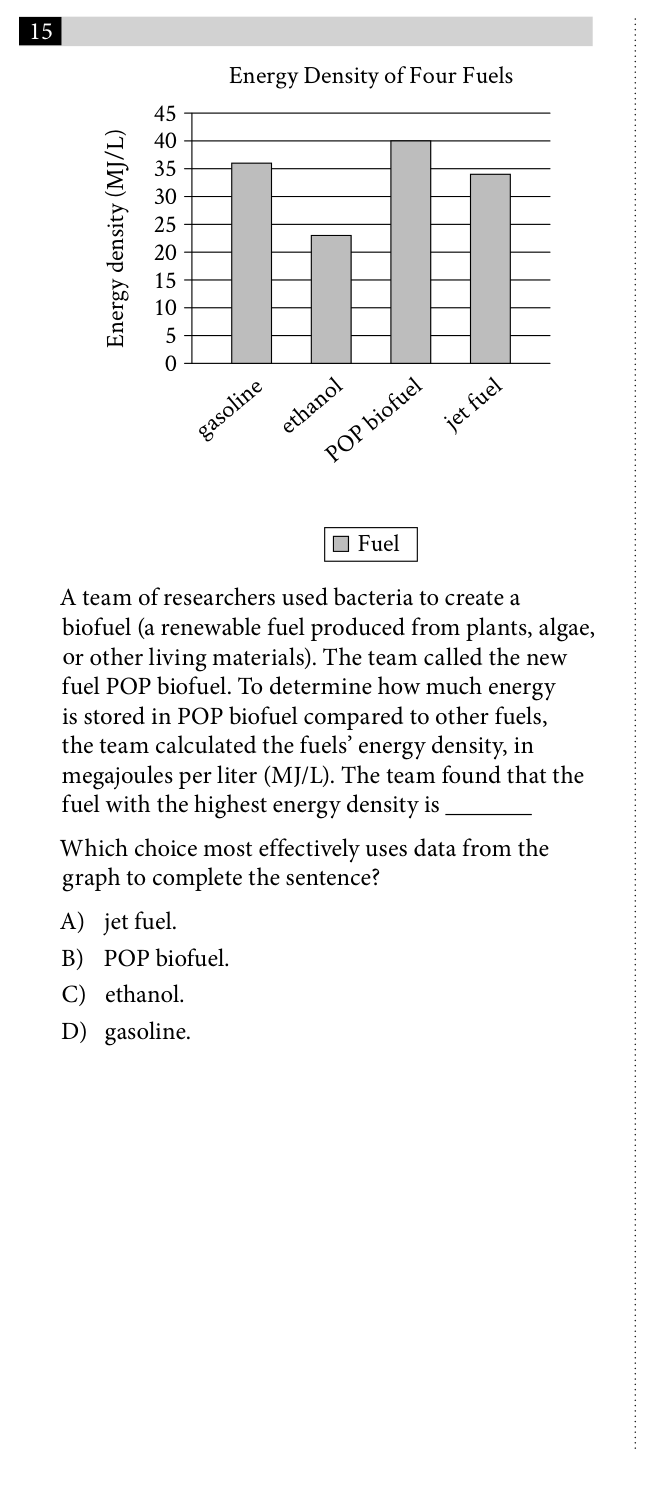 15
Energy Density of Four Fuels
Energy density (MJ/L)
45
40
35
30
25
20
15
10
5
0
gasoline
ethanol
POP biofuel
jet fuel
Fuel
A team of researchers used bacteria to create a
biofuel (a renewable fuel produced from plants, algae,
or other living materials). The team called the new
fuel POP biofuel. To determine how much energy
is stored in POP biofuel compared to other fuels,
the team calculated the fuels’ energy density, in
megajoules per liter (MJ/L). The team found that the
fuel with the highest energy density is _______
Which choice most effectively uses data from the
graph to complete the sentence?
A) jet fuel.
B) POP biofuel.
C) ethanol.
D) gasoline.